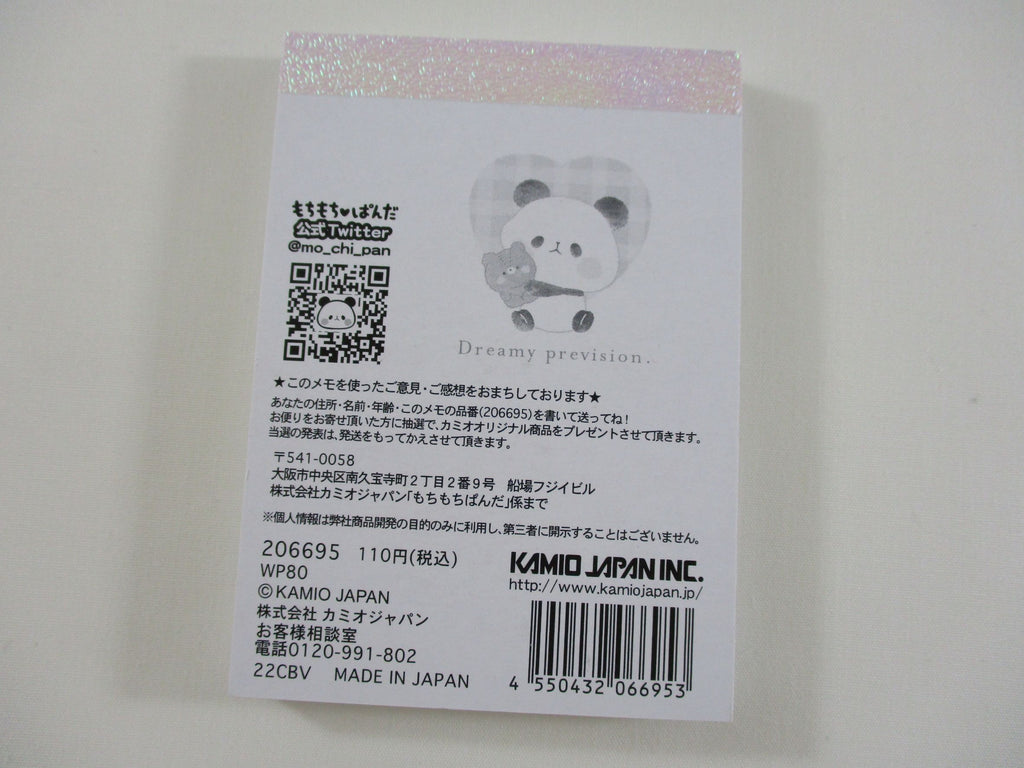 もちもち♥ぱんだ
公式Twitter
@mo_chi_pan
Dreamy prevision.
★このメモを使ったご意見・ご感想をおまちしております★
あなたの住所・名前・年齢・このメモの品番(206695)を書いて送ってね!
お便りをお寄せ頂いた方に抽選で、カミオオリジナル商品をプレゼントさせて頂きます。
当選の発表は、発送をもってかえさせて頂きます。
〒541-0058
大阪市中央区南久宝寺町2丁目2番9号 船場フジイビル
株式会社カミオジャパン「もちもちぱんだ」係まで
※個人情報は弊社商品開発の目的のみに利用し、第三者に開示することはございません。
206695 110円(税込)
WP80
©KAMIO JAPAN
株式会社 カミオジャパン
お客様相談室
電話0120-991-802
22CBV MADE IN JAPAN
KAMIO JAPAN INC.
http://www.kamiojapan.jp/
4 550432 066953